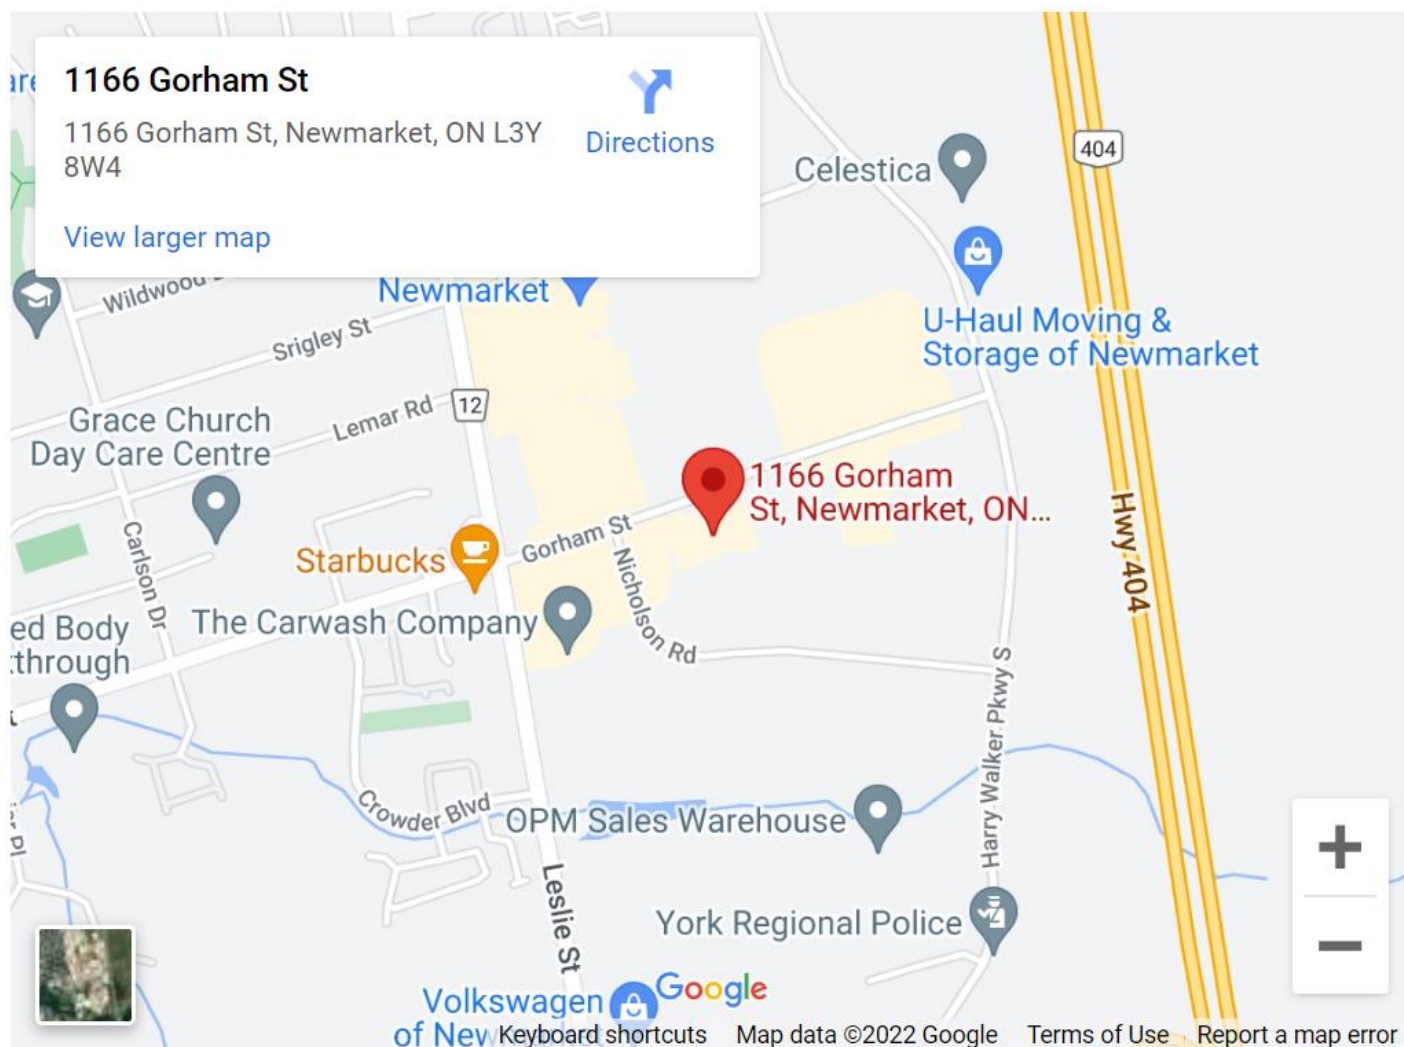 1166 Gorham St
1166 Gorham St, Newmarket, ON L3Y
8W4
Directions
View larger map
404
Celestica
Newmarket
Wildwood
Srigley St
U-Haul Moving &
Storage of Newmarket
Lemar Rd
12
Grace Church
Day Care Centre
1166 Gorham
St, Newmarket, ON...
Hwy 404
Gorham St
Starbucks
Carlson Dr
Nicholson Rd
The Carwash Company
ed Body
through
Harry Walker Pkwy S
Crowder Blvd
OPM Sales Warehouse
Pl
Leslie St
York Regional Police
Google
Volkswagen
of New
Keyboard shortcuts
Map data ©2022 Google
Terms of Use
Report a map error